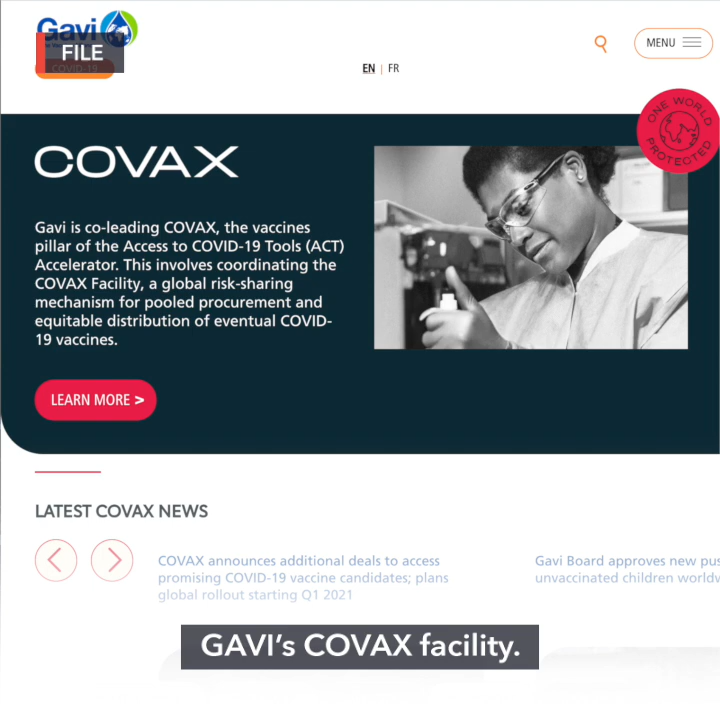 Gavi
FILE
COVID-19
EN | FR
MENU
ONE WORLD
PROTECTED
COVAX
Gavi is co-leading COVAX, the vaccines
pillar of the Access to COVID-19 Tools (ACT)
Accelerator. This involves coordinating the
COVAX Facility, a global risk-sharing
mechanism for pooled procurement and
equitable distribution of eventual COVID-
19 vaccines.
LEARN MORE >
LATEST COVAX NEWS
COVAX announces additional deals to access
promising COVID-19 vaccine candidates; plans
global rollout starting Q1 2021
Gavi Board approves new pus
unvaccinated children worldw
GAVI's COVAX facility.